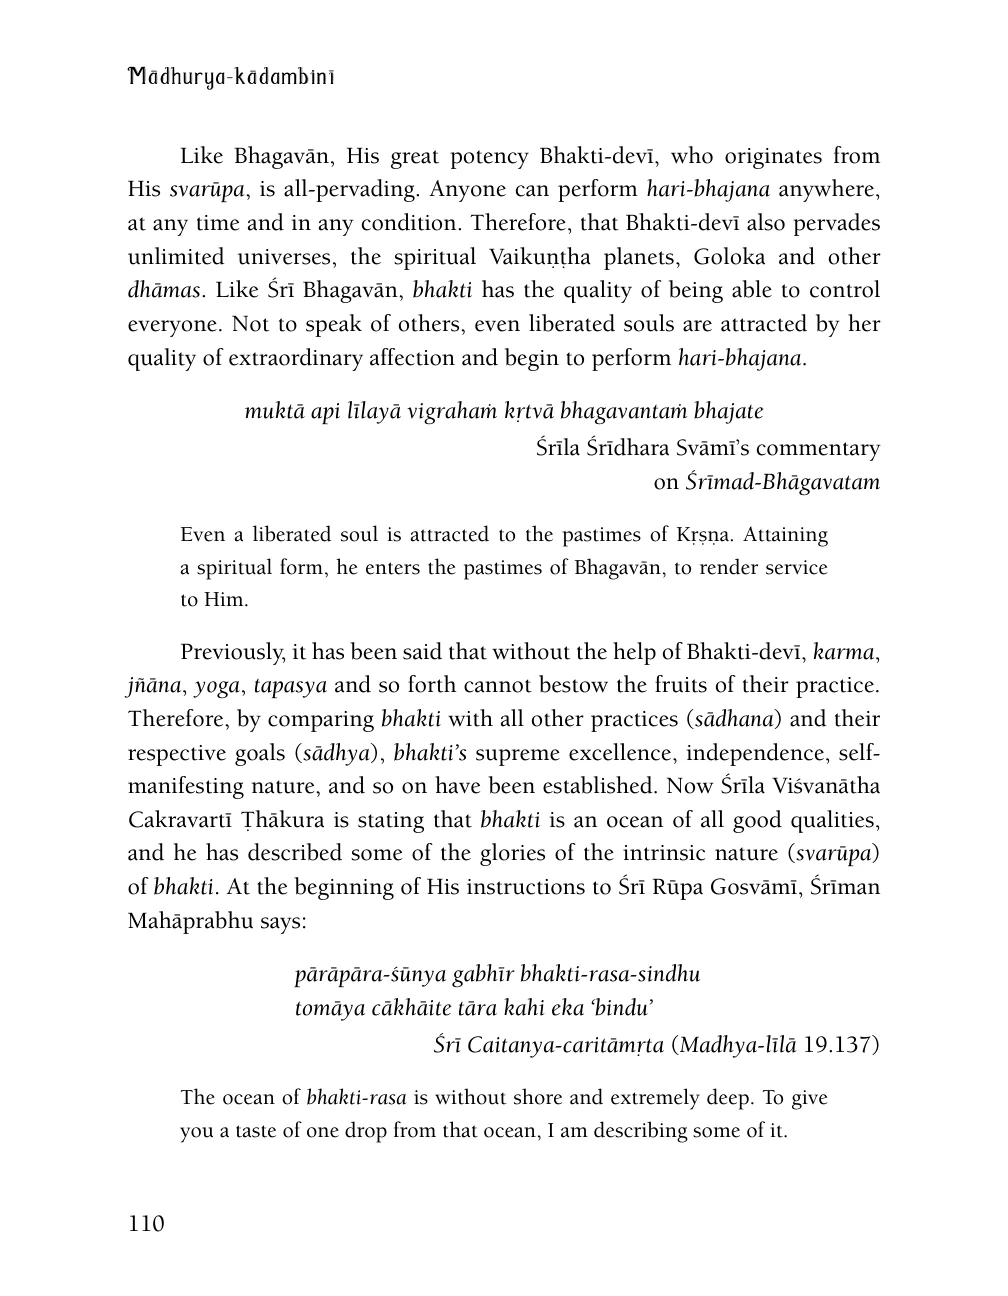 Mādhurya-kādambinī
Like Bhagavān, His great potency Bhakti-devī, who originates from
His svarūpa, is all-pervading. Anyone can perform hari-bhajana anywhere,
at any time and in any condition. Therefore, that Bhakti-devī also pervades
unlimited universes, the spiritual Vaikuṇṭha planets, Goloka and other
dhāmas. Like Śrī Bhagavān, bhakti has the quality of being able to control
everyone. Not to speak of others, even liberated souls are attracted by her
quality of extraordinary affection and begin to perform hari-bhajana.
muktā api līlayā vigrahaṁ kṛtvā bhagavantaṁ bhajate
Śrīla Śrīdhara Svāmī’s commentary
on Śrīmad-Bhāgavatam
Even a liberated soul is attracted to the pastimes of Kṛṣṇa. Attaining
a spiritual form, he enters the pastimes of Bhagavān, to render service
to Him.
Previously, it has been said that without the help of Bhakti-devī, karma,
jñāna, yoga, tapasya and so forth cannot bestow the fruits of their practice.
Therefore, by comparing bhakti with all other practices (sādhana) and their
respective goals (sādhya), bhakti’s supreme excellence, independence, self-
manifesting nature, and so on have been established. Now Śrīla Viśvanātha
Cakravartī Ṭhākura is stating that bhakti is an ocean of all good qualities,
and he has described some of the glories of the intrinsic nature (svarūpa)
of bhakti. At the beginning of His instructions to Śrī Rūpa Gosvāmī, Śrīman
Mahāprabhu says:
pārāpāra-śūnya gabhīr bhakti-rasa-sindhu
tomāya cākhāite tāra kahi eka ‘bindu’
Śrī Caitanya-caritāmṛta (Madhya-līlā 19.137)
The ocean of bhakti-rasa is without shore and extremely deep. To give
you a taste of one drop from that ocean, I am describing some of it.
110